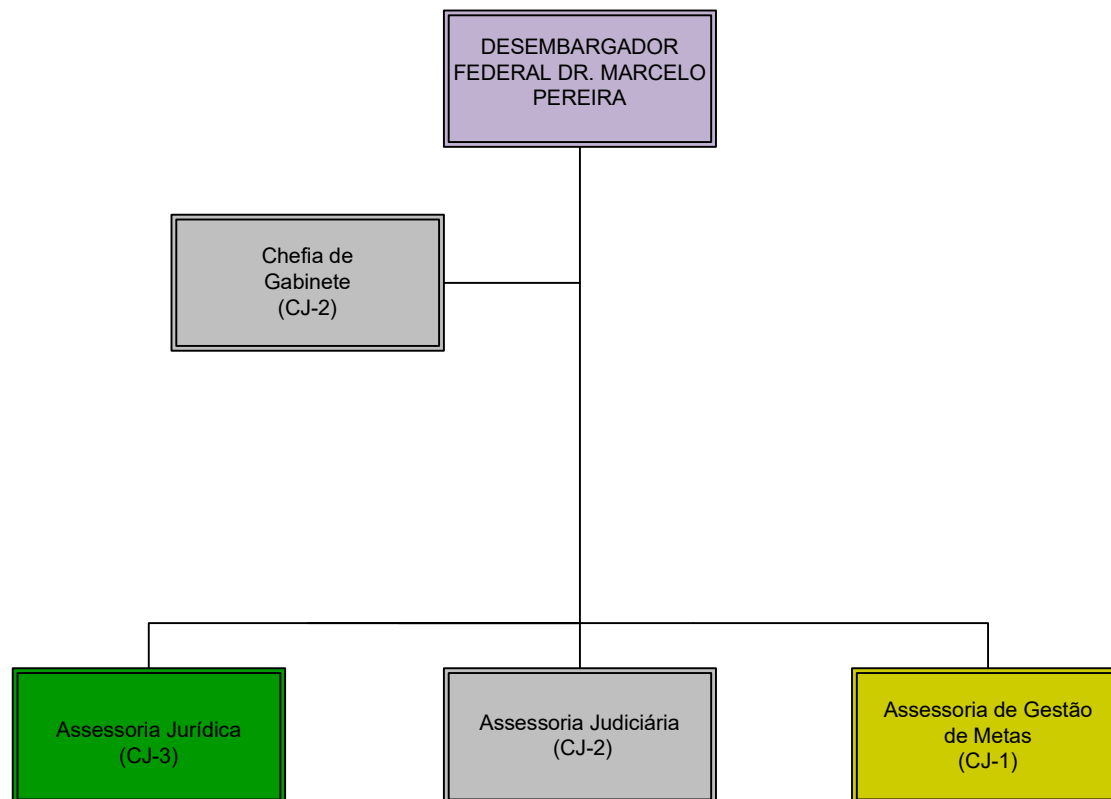 DESEMBARGADOR
FEDERAL DR. MARCELO
PEREIRA
Chefia de
Gabinete
(CJ-2)
Assessoria Jurídica
(CJ-3)
Assessoria Judiciária
(CJ-2)
Assessoria de Gestão
de Metas
(CJ-1)